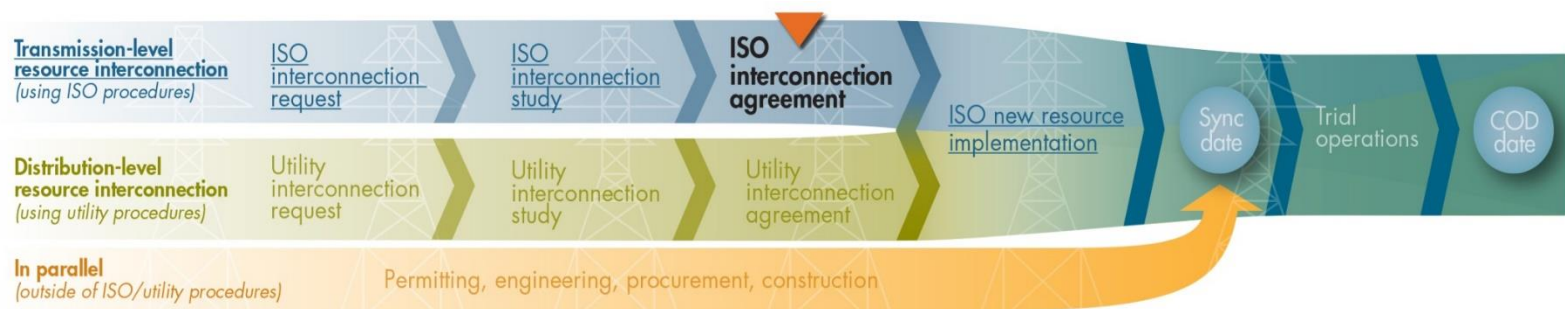 Transmission-level
resource interconnection
(using ISO procedures)
ISO
interconnection
request
ISO
interconnection
study
ISO
interconnection
agreement
Distribution-level
resource interconnection
(using utility procedures)
Utility
interconnection
request
Utility
interconnection
study
Utility
interconnection
agreement
In parallel
(outside of ISO/utility procedures)
Permitting, engineering, procurement, construction
ISO new resource
implementation
Sync
date
Trial
operations
COD
date